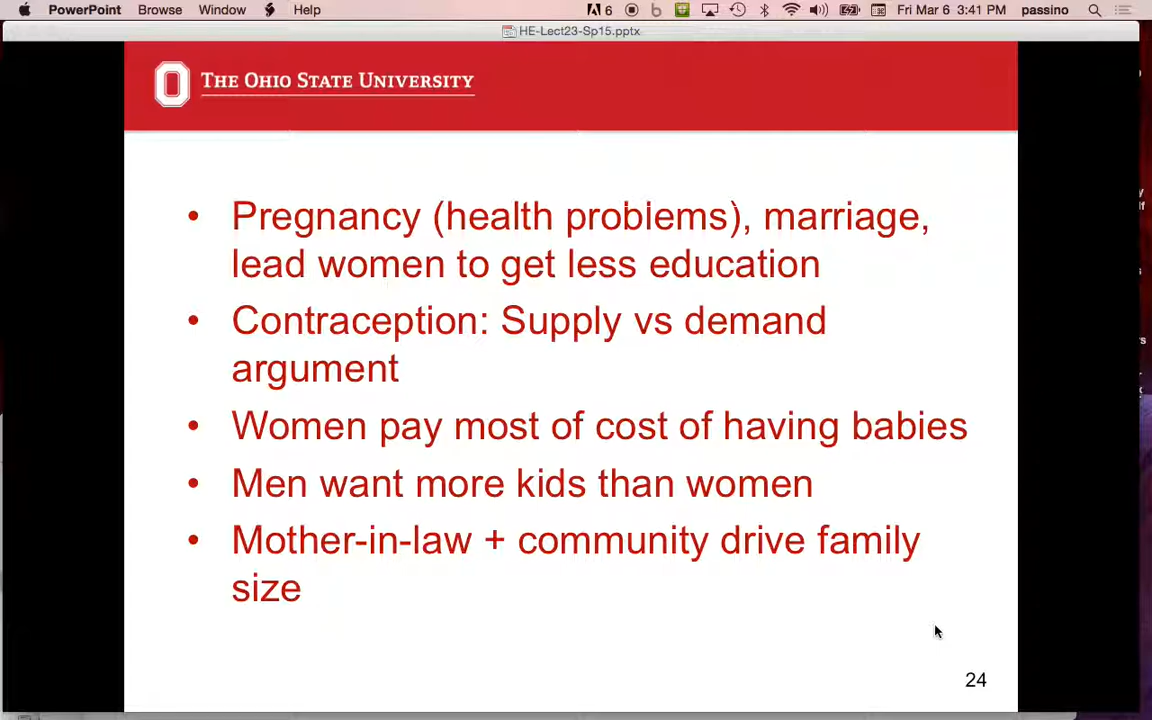 PowerPoint Browse Window Help 6 Fri Mar 6 3:41 PM passino
HE-Lect23-Sp15.pptx
THE OHIO STATE UNIVERSITY
• Pregnancy (health problems), marriage,
lead women to get less education
• Contraception: Supply vs demand
argument
• Women pay most of cost of having babies
• Men want more kids than women
• Mother-in-law + community drive family
size
24